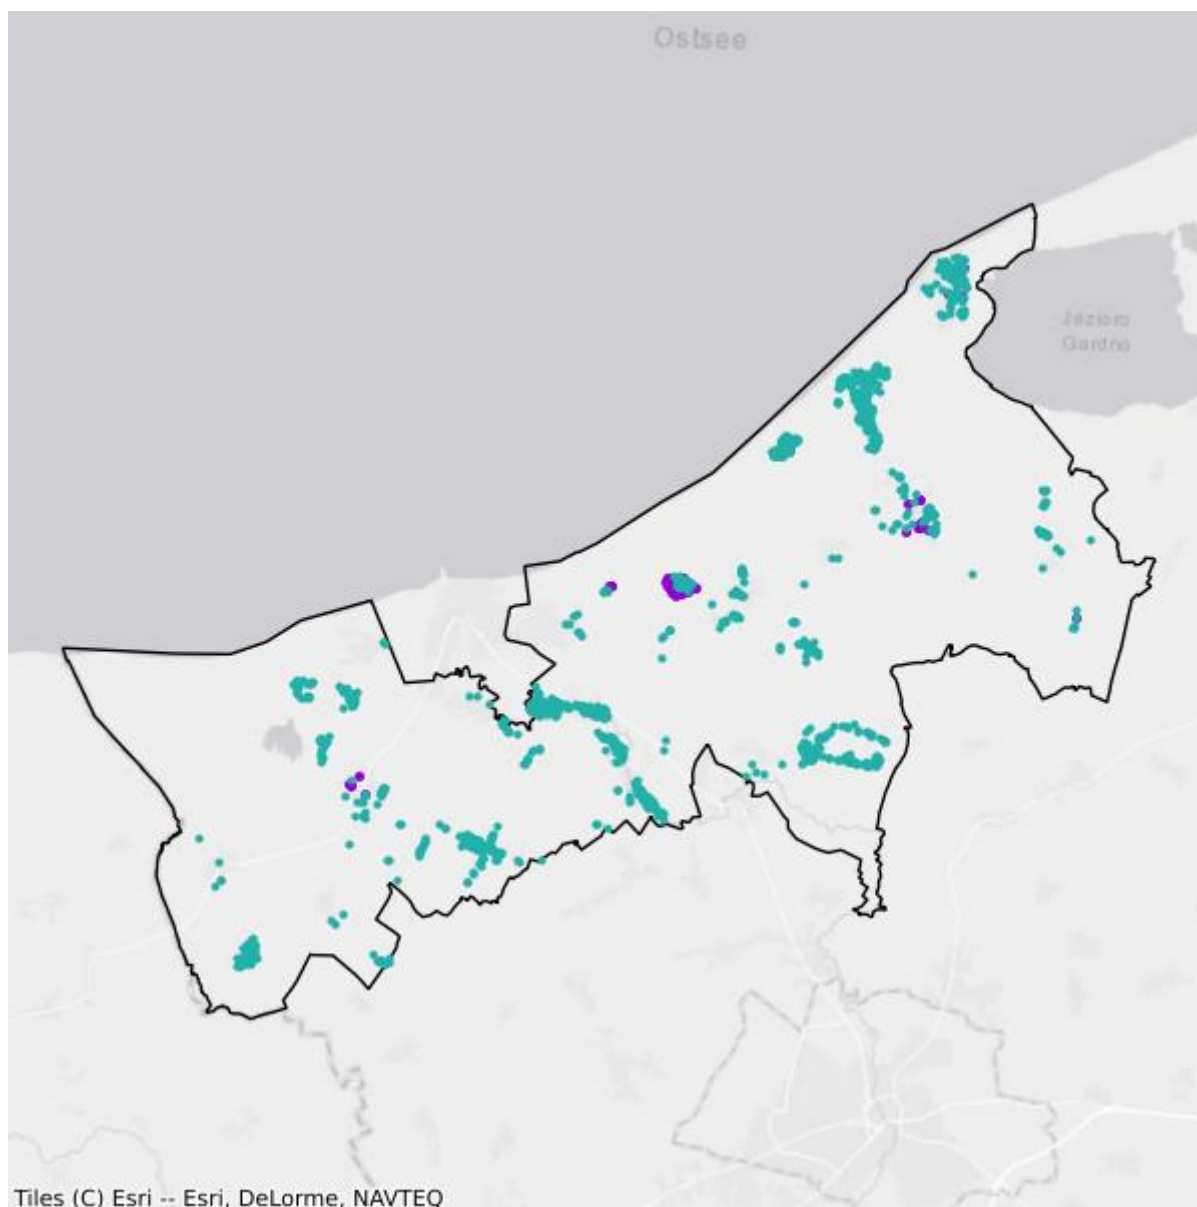 Ostsee
Jezioro
Gardno
Tiles (C) Esri -- Esri, DeLorme, NAVTEQ